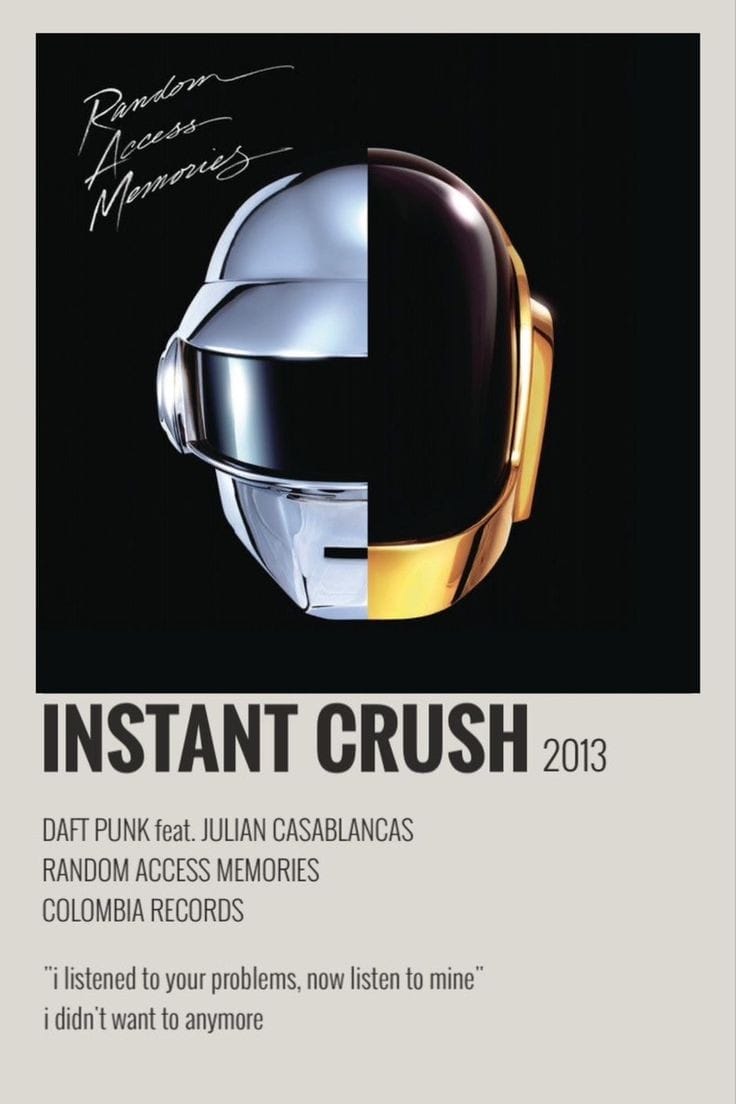 Random
Access
Memories
INSTANT CRUSH 2013
DAFT PUNK feat. JULIAN CASABLANCAS
RANDOM ACCESS MEMORIES
COLOMBIA RECORDS
"i listened to your problems, now listen to mine"
i didn't want to anymore